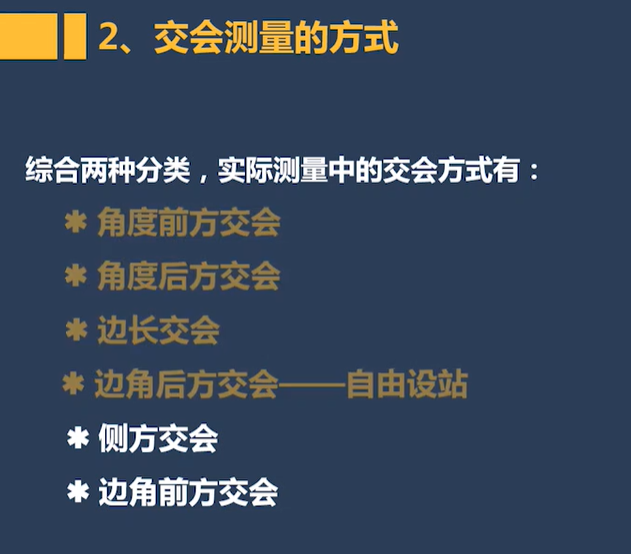 2、交会测量的方式
综合两种分类，实际测量中的交会方式有：
✱ 角度前方交会
✱ 角度后方交会
✱ 边长交会
✱ 边角后方交会——自由设站
✱ 侧方交会
✱ 边角前方交会